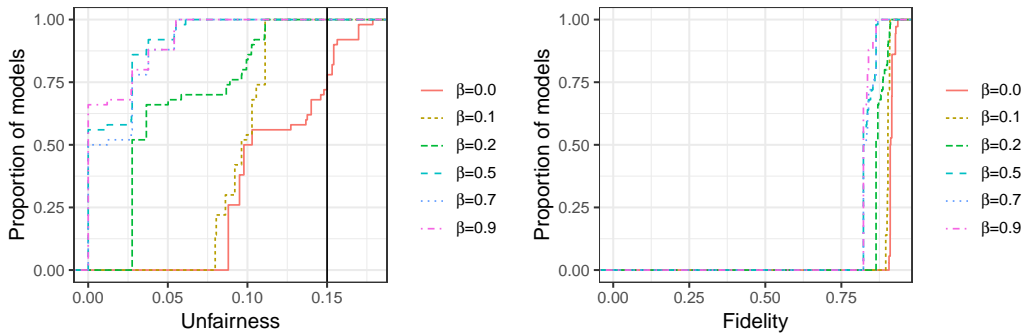 Proportion of models
1.00
0.75
0.50
0.25
0.00
0.00
0.05
0.10
0.15
Unfairness
β=0.0
β=0.1
β=0.2
β=0.5
β=0.7
β=0.9
Proportion of models
1.00
0.75
0.50
0.25
0.00
0.00
0.25
0.50
0.75
Fidelity
β=0.0
β=0.1
β=0.2
β=0.5
β=0.7
β=0.9